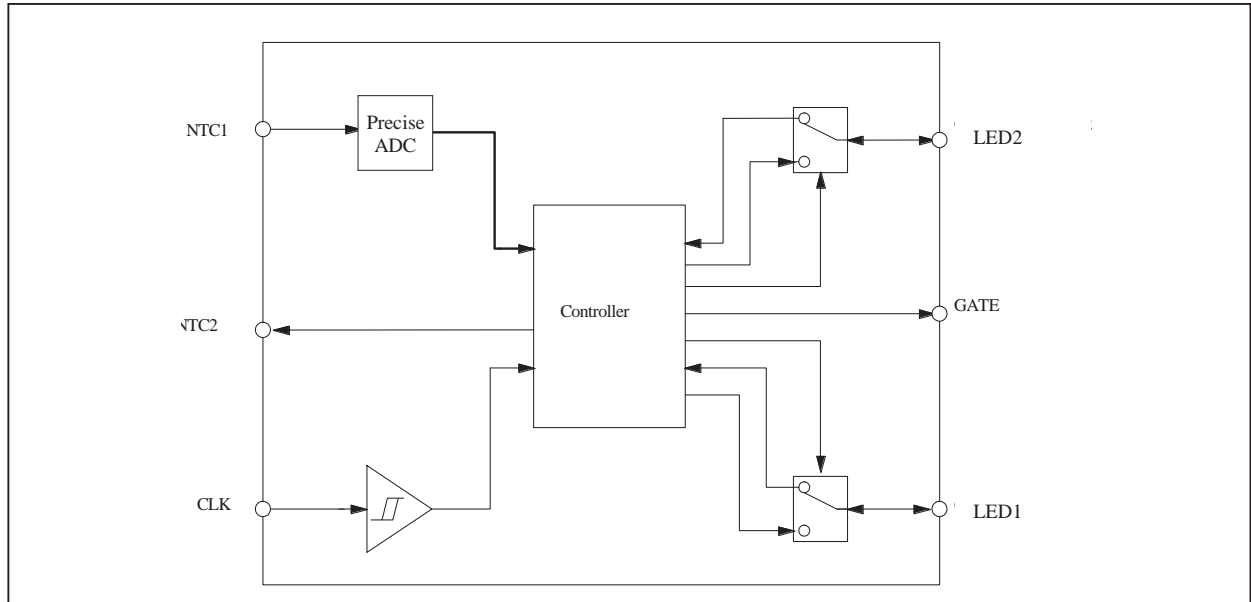 NTC1
Precise
ADC
LED2
Controller
GATE
NTC2
CLK
LED1